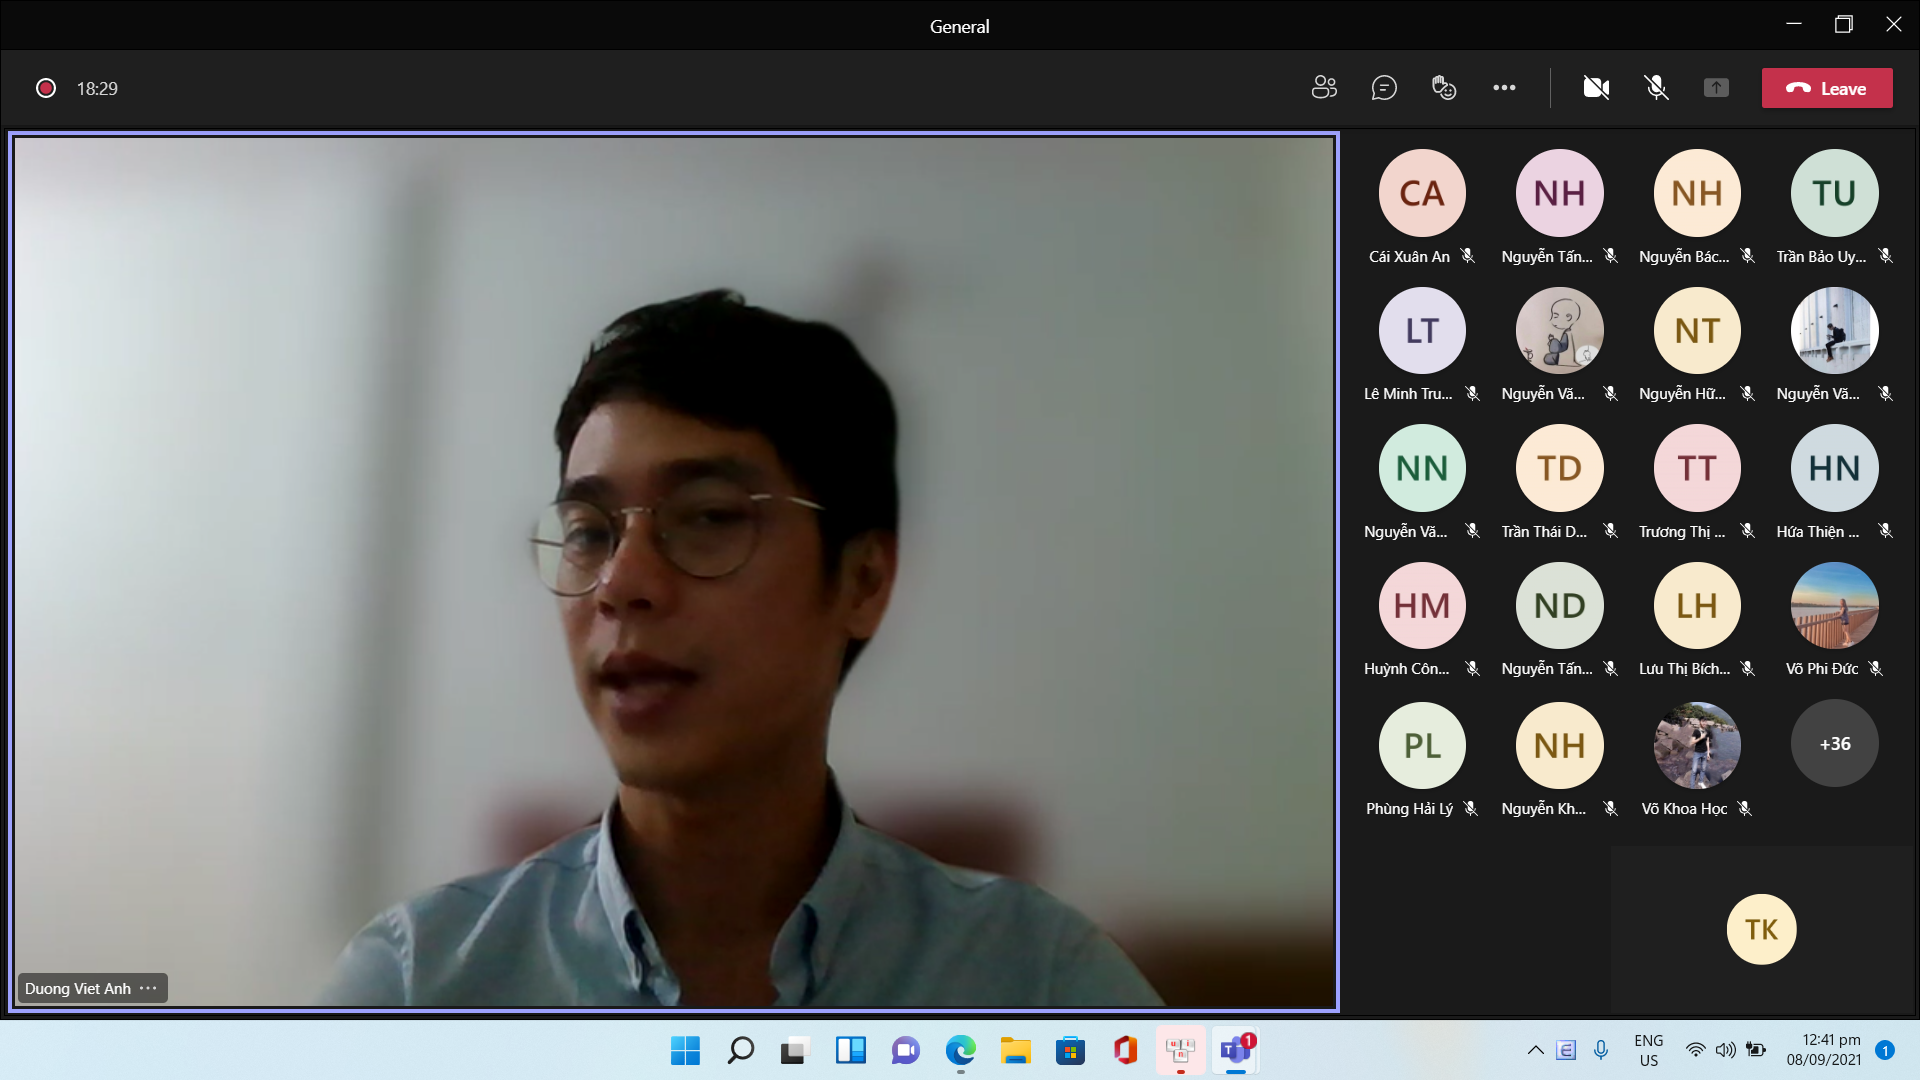 General
18:29
Leave
CA
NH
NH
TU
Cái Xuân An
Nguyễn Tấn...
Nguyễn Bác...
Trần Bảo Uy...
LT
NT
Lê Minh Tru...
Nguyễn Vă...
Nguyễn Hữ...
Nguyễn Vă...
NN
TD
TT
HN
Nguyễn Vă...
Trần Thái D...
Trương Thị ...
Hứa Thiện ...
HM
ND
LH
Huỳnh Côn...
Nguyễn Tấn...
Lưu Thị Bích...
Võ Phi Đức
PL
NH
+36
Phùng Hải Lý
Nguyễn Kh...
Võ Khoa Học
TK
Duong Viet Anh ...
1
ENG
US
12:41 pm
08/09/2021
1